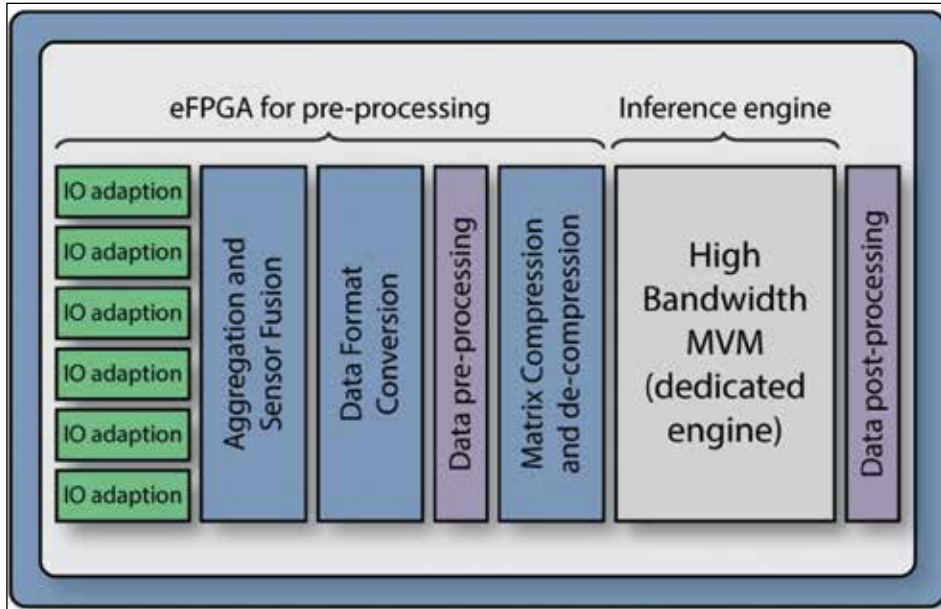 eFPGA for pre-processing
Inference engine
IO adaption
IO adaption
IO adaption
IO adaption
IO adaption
IO adaption
Aggregation and
Sensor Fusion
Data Format
Conversion
Data pre-processing
Matrix Compression
and de-compression
High
Bandwidth
MVM
(dedicated
engine)
Data post-processing